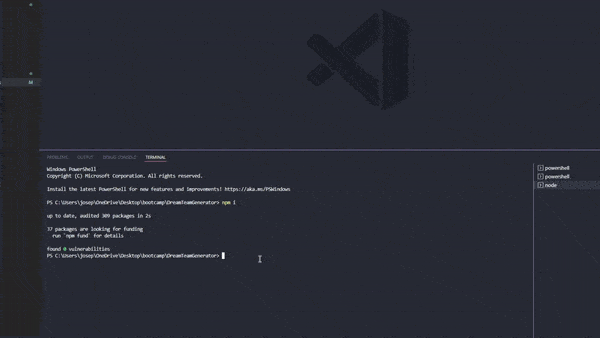 PROBLEMS OUTPUT DEBUG CONSOLE TERMINAL
Windows PowerShell
Copyright (C) Microsoft Corporation. All rights reserved.
Install the latest PowerShell for new features and improvements! https://aka.ms/PSWindows
PS C:\Users\josep\OneDrive\Desktop\bootcamp\DreamTeamGenerator> npm i
up to date, audited 309 packages in 2s
37 packages are looking for funding
run `npm fund` for details
found 0 vulnerabilities
PS C:\Users\josep\OneDrive\Desktop\bootcamp\DreamTeamGenerator>
powershell
powershell
node
M